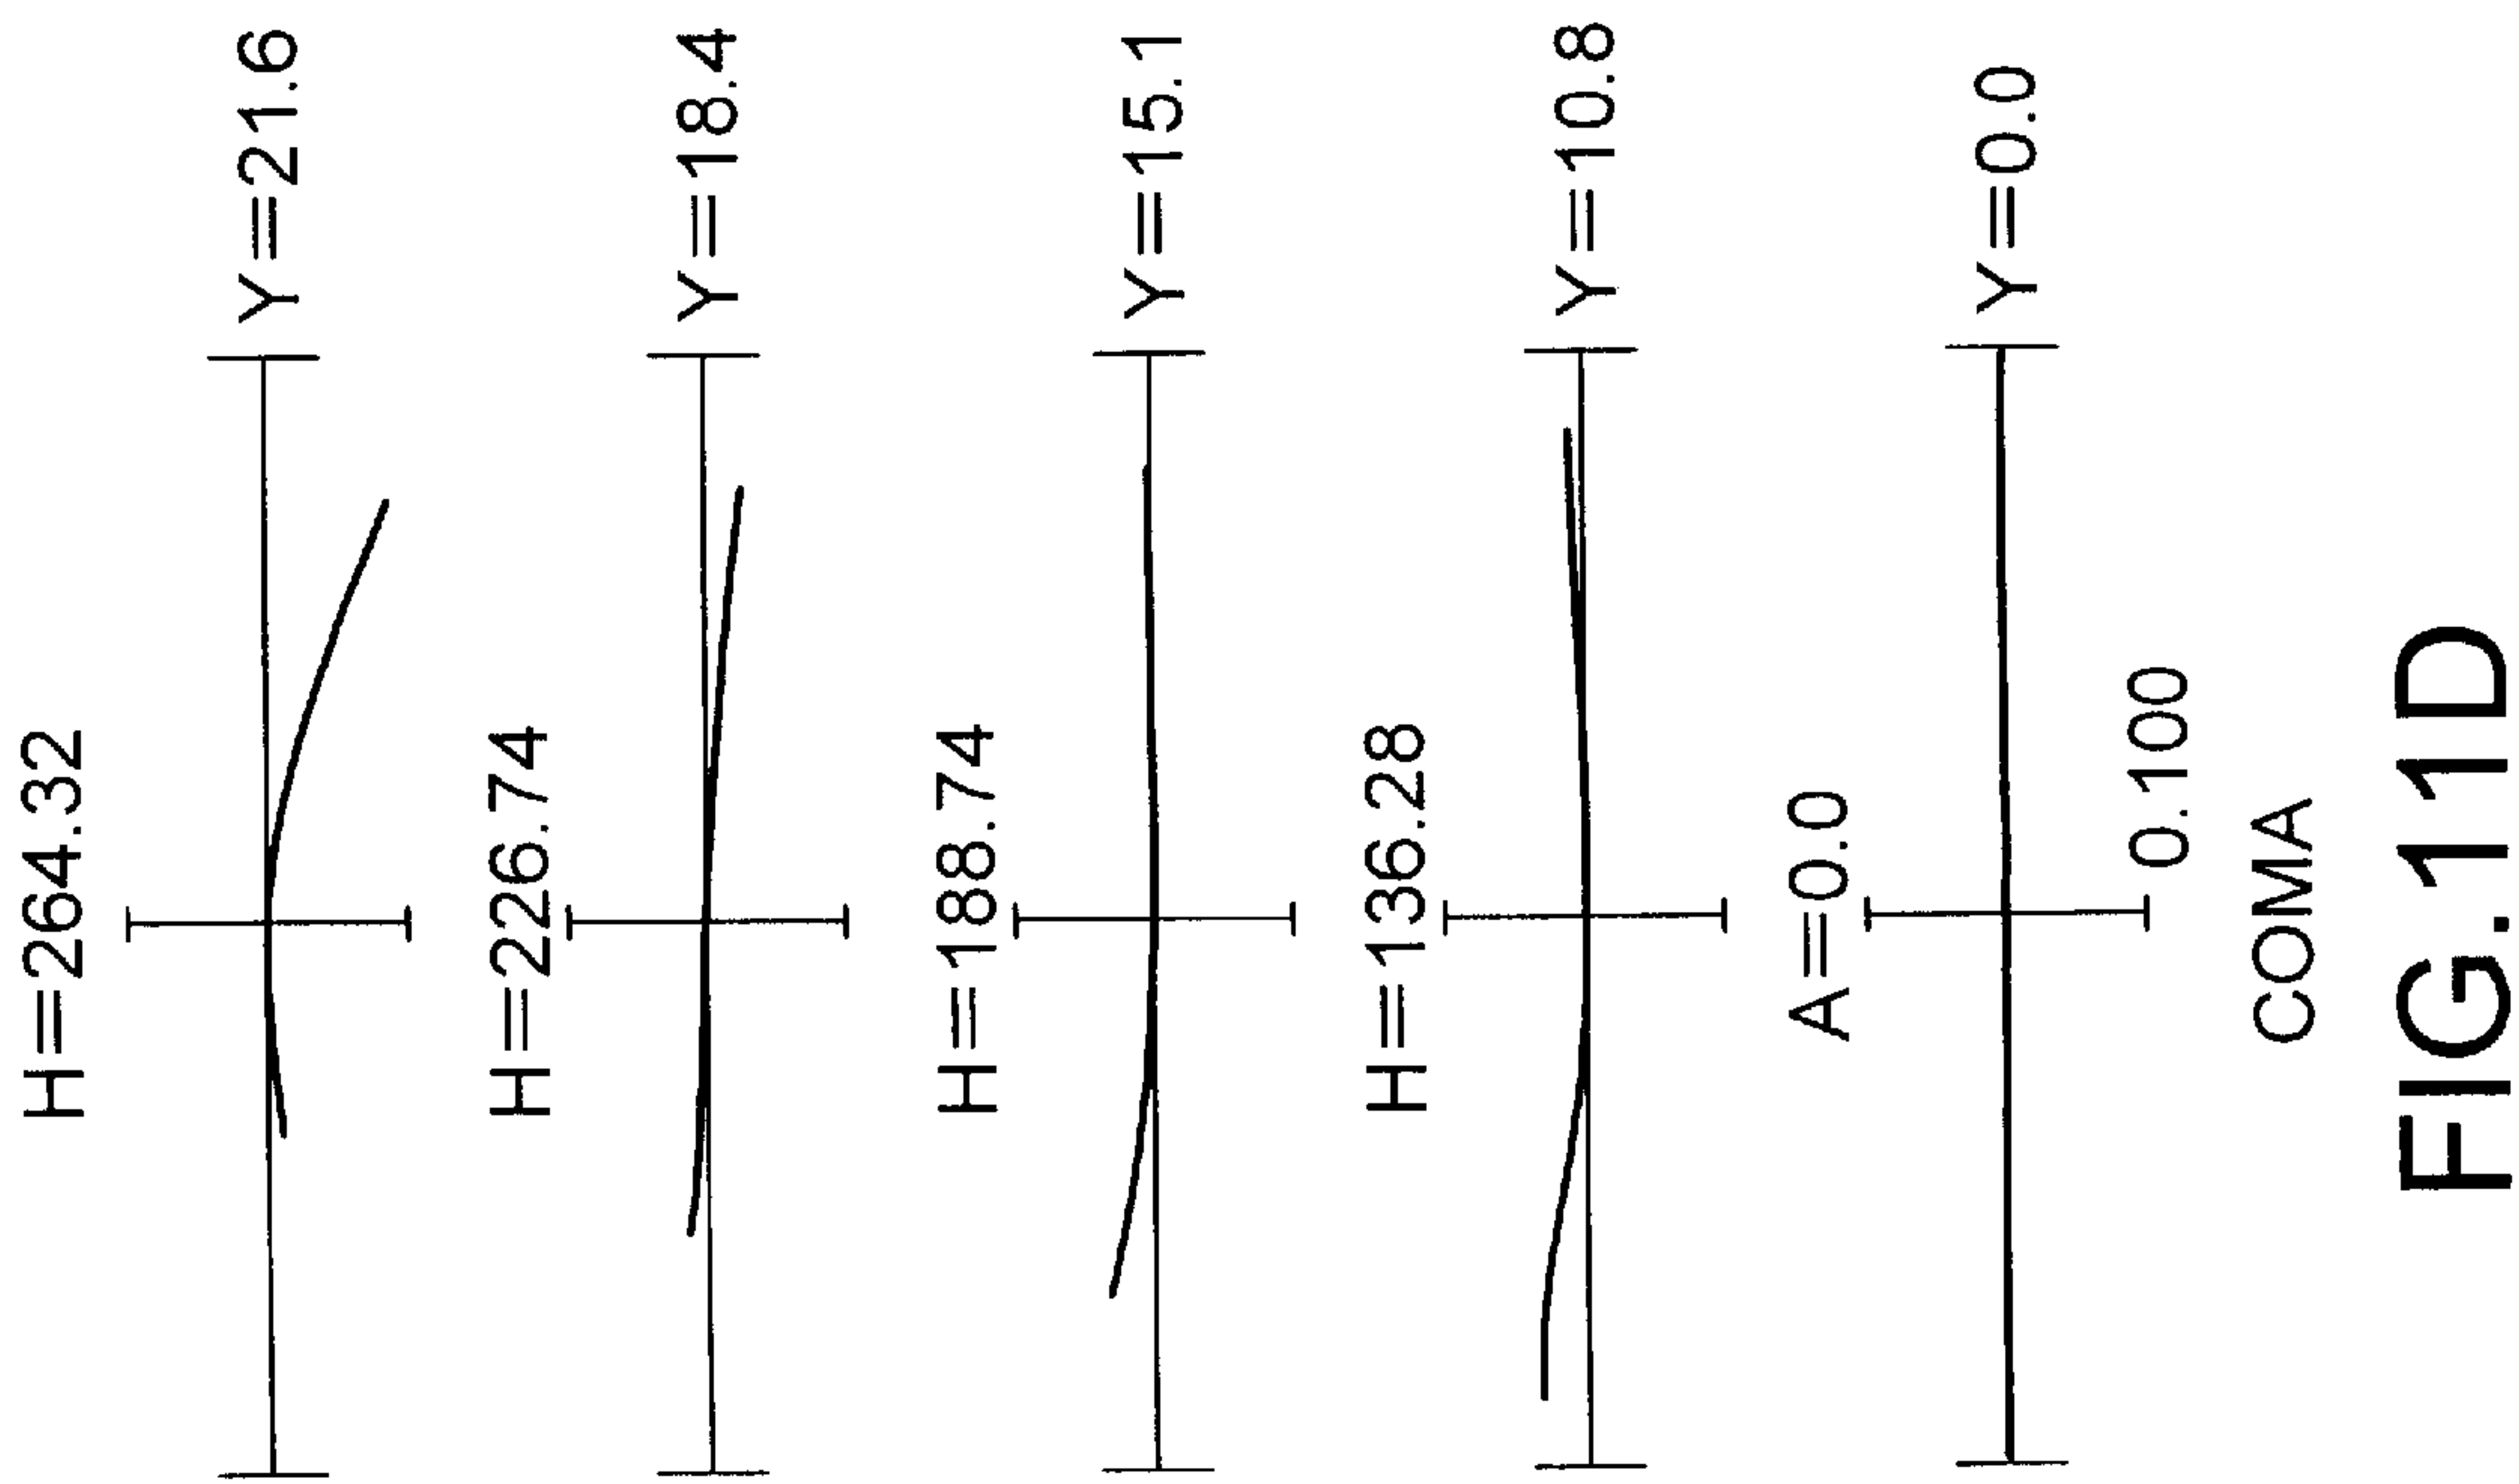 H=264.32
Y=21.6
H=226.74
Y=18.4
H=188.74
Y=15.1
H=136.28
Y=10.8
A=0.0
Y=0.0
0.100
COMA
FIG.11D